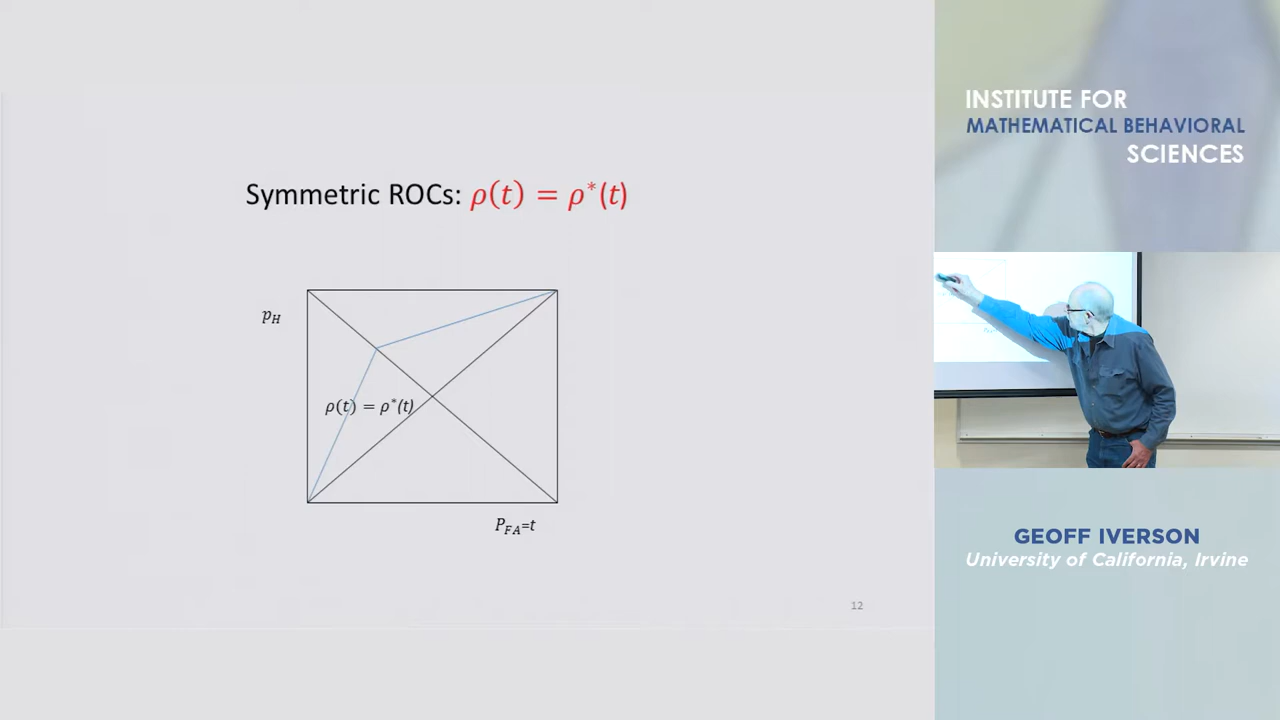 Symmetric ROCs: ρ(t) = ρ*(t)
p_H
ρ(t) = ρ*(t)
P_FA=t
12
INSTITUTE FOR
MATHEMATICAL BEHAVIORAL
SCIENCES
GEOFF IVERSON
University of California, Irvine